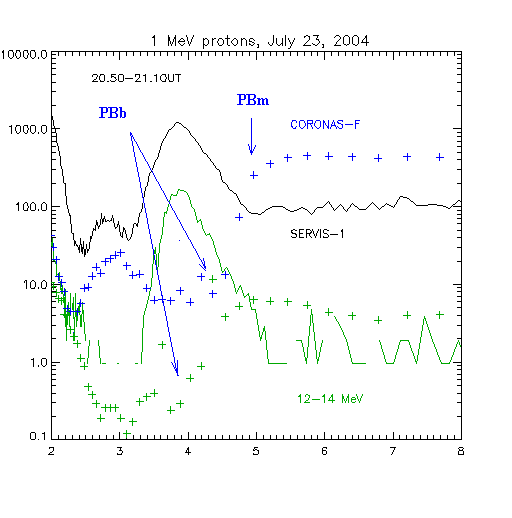 1 MeV protons, July 23, 2004
10000.0
20.50-21.10UT
PBb
PBm
1000.0
CORONAS-F
100.0
SERVIS-1
10.0
1.0
12-14 MeV
0.1
2 3 4 5 6 7 8